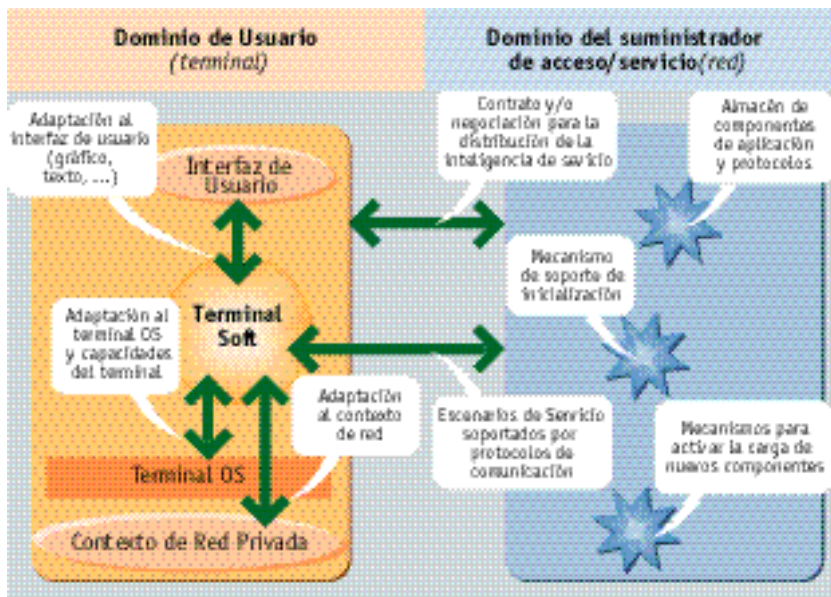 Dominio de Usuario
(terminal)
Dominio del suministrador
de acceso/servicio(red)
Adaptación al
interfaz de usuario
(gráfico,
texto, ...)
Interfaz de
Usuario
Contrato y/o
negociación para la
distribución de la
inteligencia de sevicio
Almacén de
componentes
de aplicación
y protocolos
Mecanismo
de soporte de
inicialización
Adaptación al
terminal OS
y capacidades
del terminal
Terminal
Soft
Adaptación
al contexto
de red
Escenarios de Servicio
soportados por
protocolos de
comunicación
Mecanismos para
activar la carga de
nuevos componentes
Terminal OS
Contexto de Red Privada